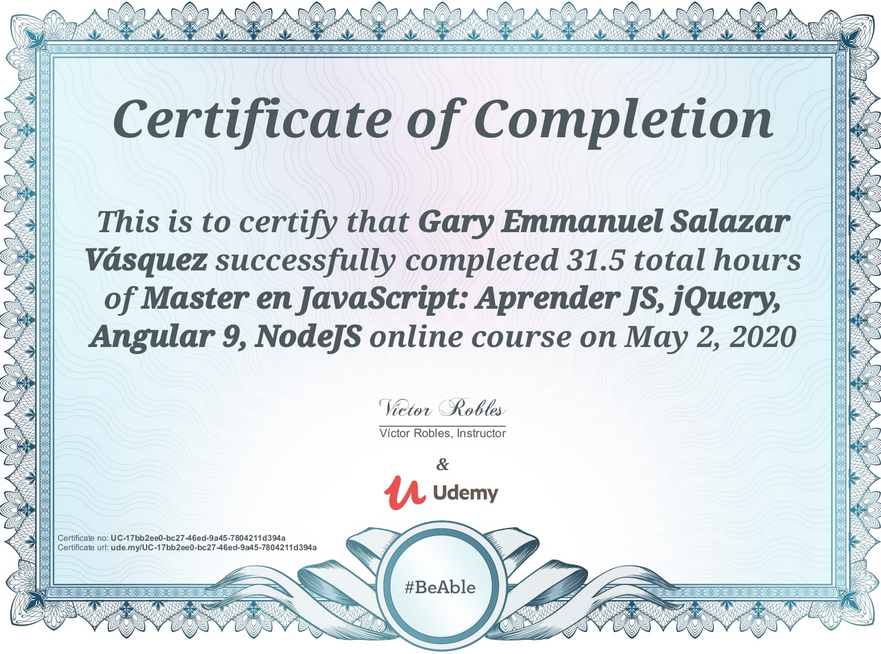 Certificate of Completion
This is to certify that Gary Emmanuel Salazar
Vásquez successfully completed 31.5 total hours
of Master en JavaScript: Aprender JS, jQuery,
Angular 9, NodeJS online course on May 2, 2020
Víctor Robles
Víctor Robles, Instructor
&
Udemy
Certificate no: UC-17bb2ee0-bc27-46ed-9a45-7804211d394a
Certificate url: ude.my/UC-17bb2ee0-bc27-46ed-9a45-7804211d394a
#BeAble